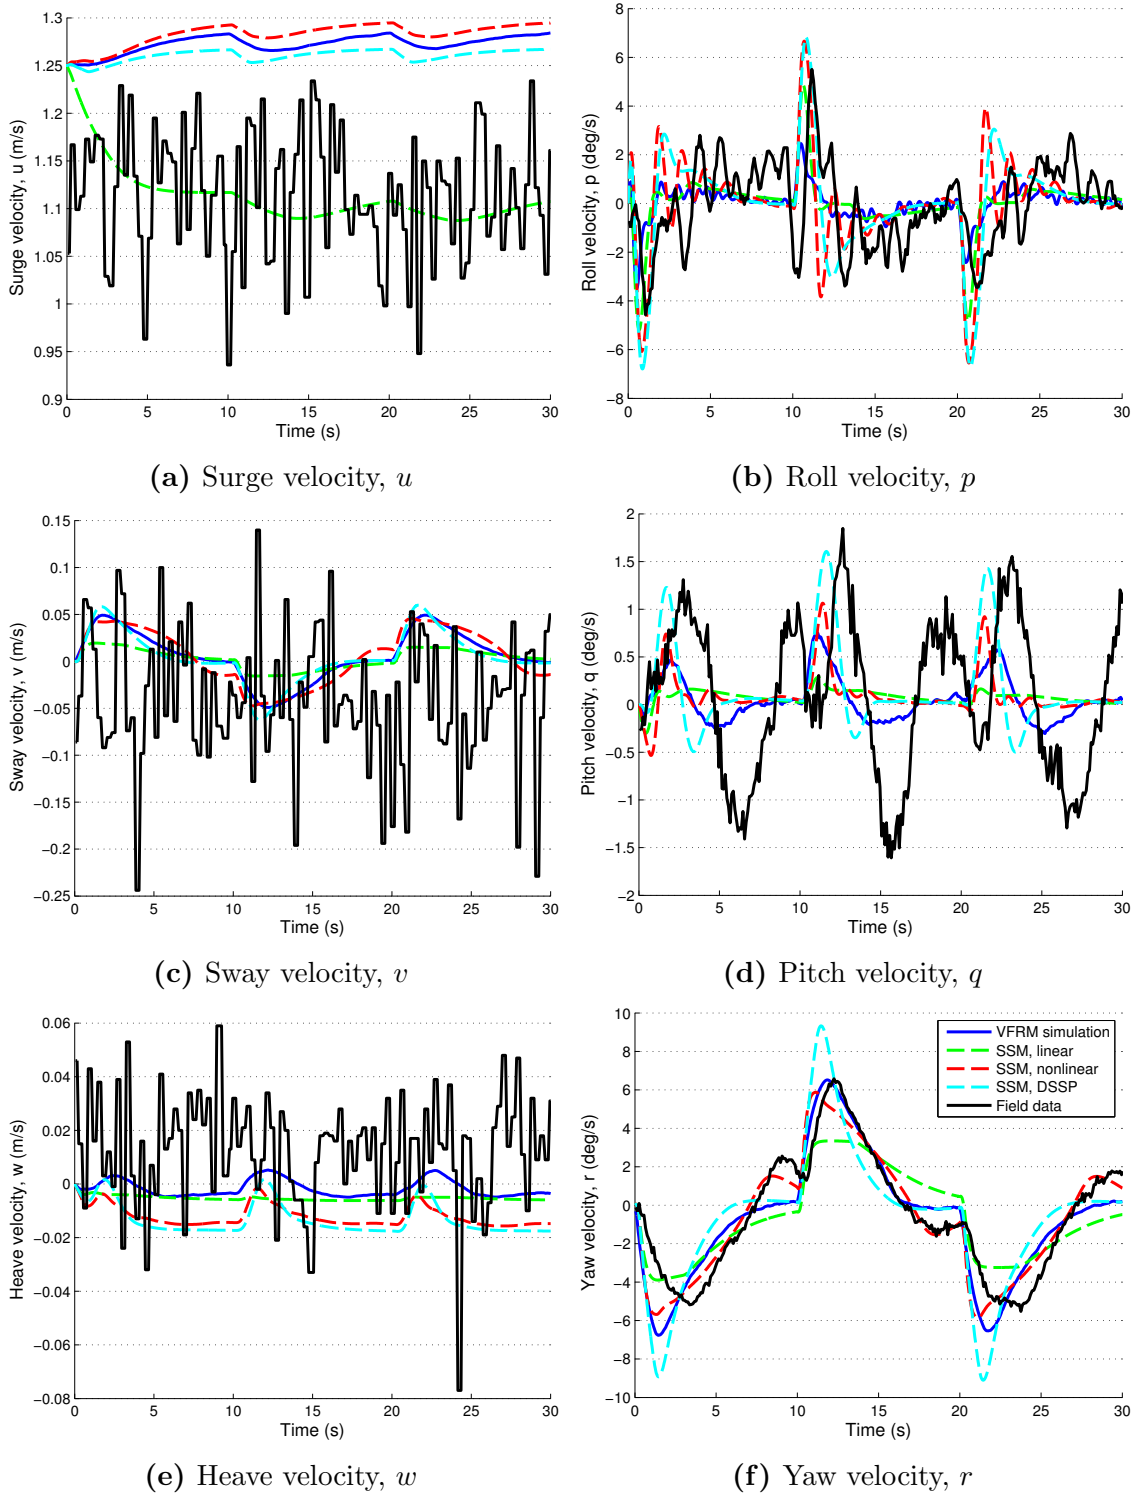 1.3
1.25
1.2
1.15
1.1
1.05
1
0.95
0.9
0 5 10 15 20 25 30
Surge velocity, u (m/s)
Time (s)
(a) Surge velocity, u
8
6
4
2
0
−2
−4
−6
−8
0 5 10 15 20 25 30
Roll velocity, p (deg/s)
Time (s)
(b) Roll velocity, p
0.15
0.1
0.05
0
−0.05
−0.1
−0.15
−0.2
−0.25
0 5 10 15 20 25 30
Sway velocity, v (m/s)
Time (s)
(c) Sway velocity, v
2
1.5
1
0.5
0
−0.5
−1
−1.5
−2
0 5 10 15 20 25 30
Pitch velocity, q (deg/s)
Time (s)
(d) Pitch velocity, q
0.06
0.04
0.02
0
−0.02
−0.04
−0.06
−0.08
0 5 10 15 20 25 30
Heave velocity, w (m/s)
Time (s)
(e) Heave velocity, w
10
8
6
4
2
0
−2
−4
−6
−8
−10
0 5 10 15 20 25 30
Yaw velocity, r (deg/s)
Time (s)
VFRM simulation
SSM, linear
SSM, nonlinear
SSM, DSSP
Field data
(f) Yaw velocity, r